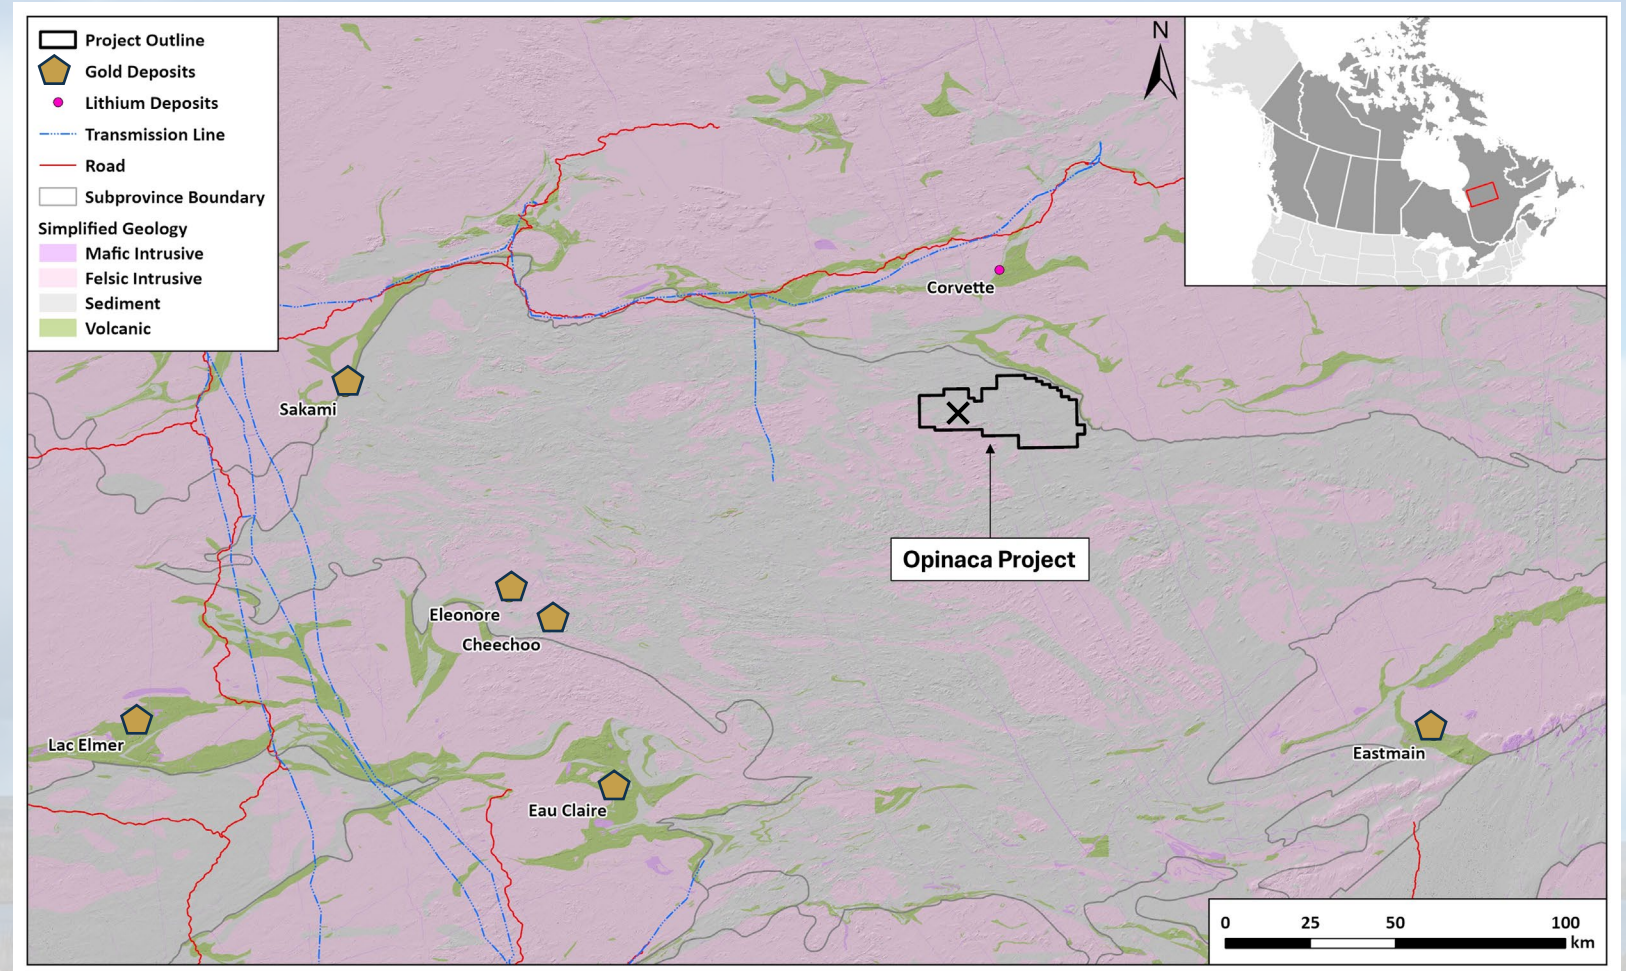 Project Outline
Gold Deposits
Lithium Deposits
Transmission Line
Road
Subprovince Boundary
Simplified Geology
Mafic Intrusive
Felsic Intrusive
Sediment
Volcanic
N
Corvette
Sakami
Opinaca Project
Eleonore
Cheechoo
Lac Elmer
Eastmain
Eau Claire
0 25 50 100
km